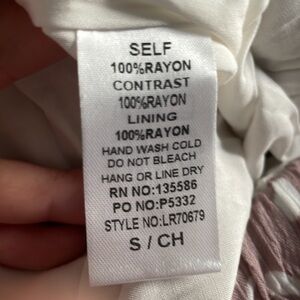 SELF
100%RAYON
CONTRAST
100%RAYON
LINING
100%RAYON
HAND WASH COLD
DO NOT BLEACH
HANG OR LINE DRY
RN NO:135586
PO NO:P5332
STYLE NO:LR70679
S / CH